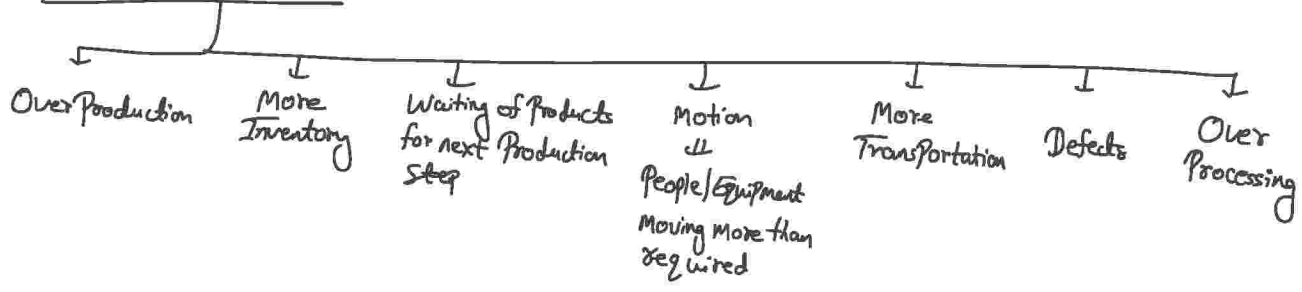 Over Production
More
Inventory
Waiting of Products
for next Production
Step
Motion
People/Equipment
Moving more than
required
More
Transportation
Defects
Over
Processing